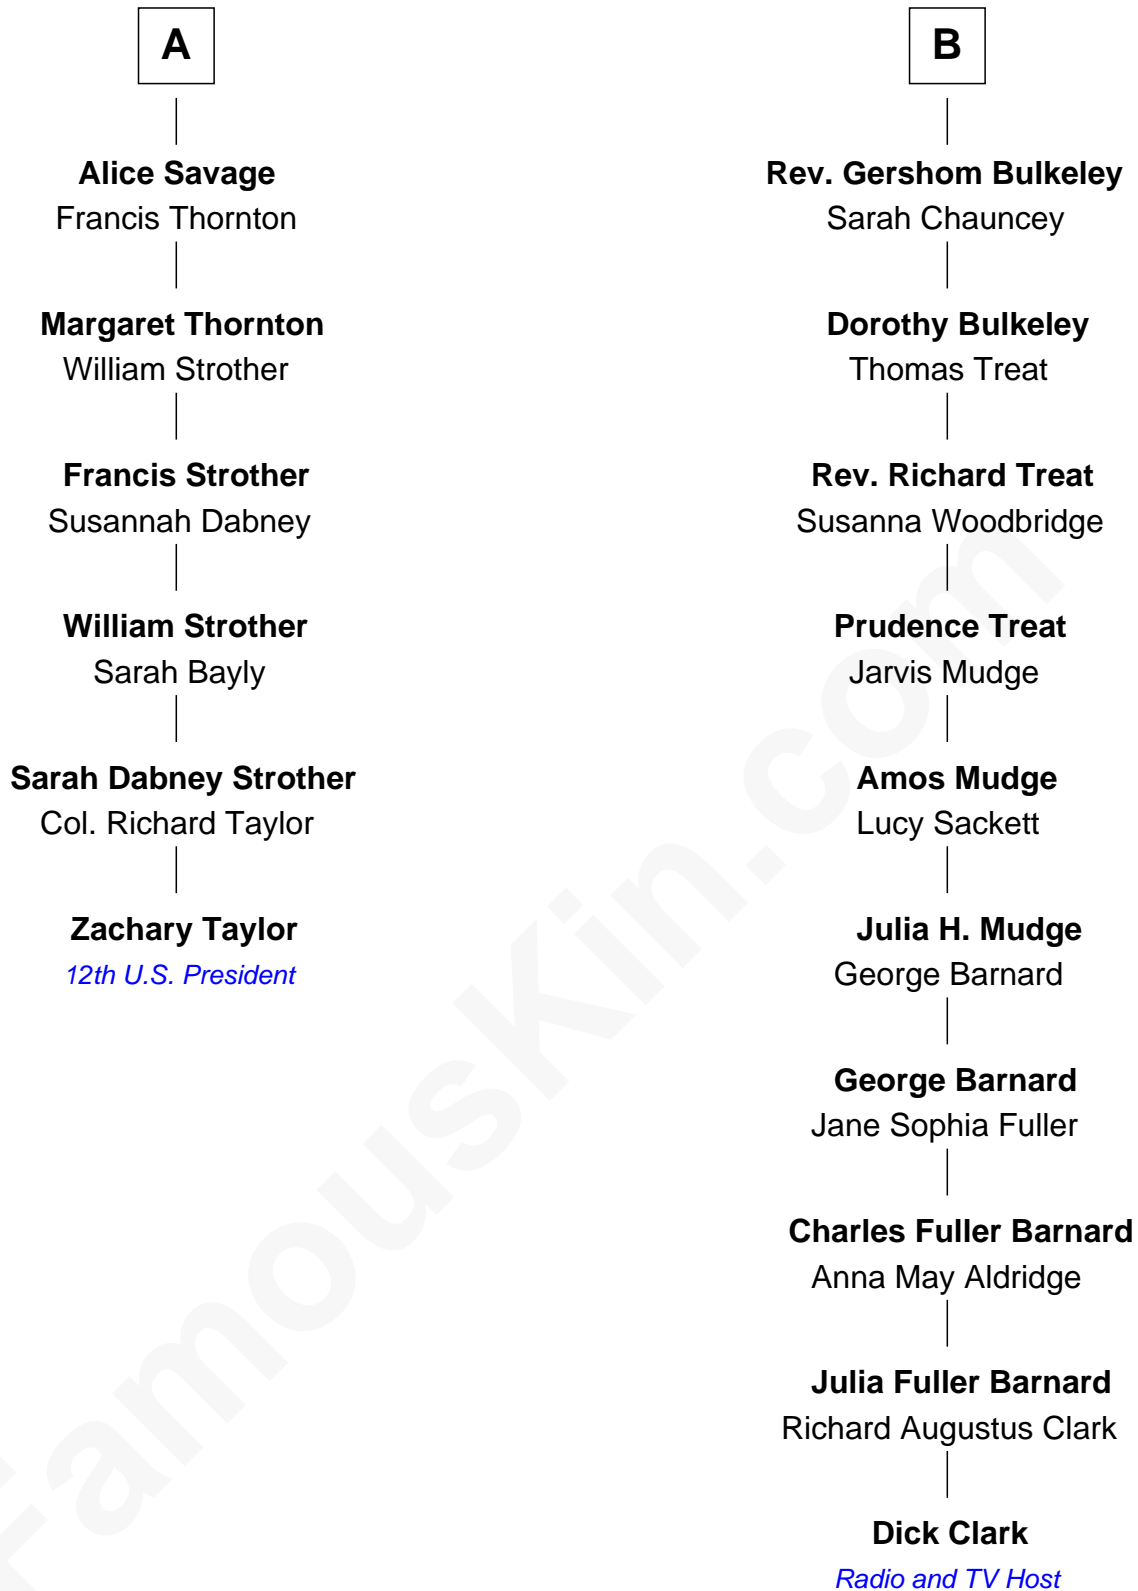 A
Alice Savage
Francis Thornton
Margaret Thornton
William Strother
Francis Strother
Susannah Dabney
William Strother
Sarah Bayly
Sarah Dabney Strother
Col. Richard Taylor
Zachary Taylor
12th U.S. President
B
Rev. Gershom Bulkeley
Sarah Chauncey
Dorothy Bulkeley
Thomas Treat
Rev. Richard Treat
Susanna Woodbridge
Prudence Treat
Jarvis Mudge
Amos Mudge
Lucy Sackett
Julia H. Mudge
George Barnard
George Barnard
Jane Sophia Fuller
Charles Fuller Barnard
Anna May Aldridge
Julia Fuller Barnard
Richard Augustus Clark
Dick Clark
Radio and TV Host
FamousKin.com